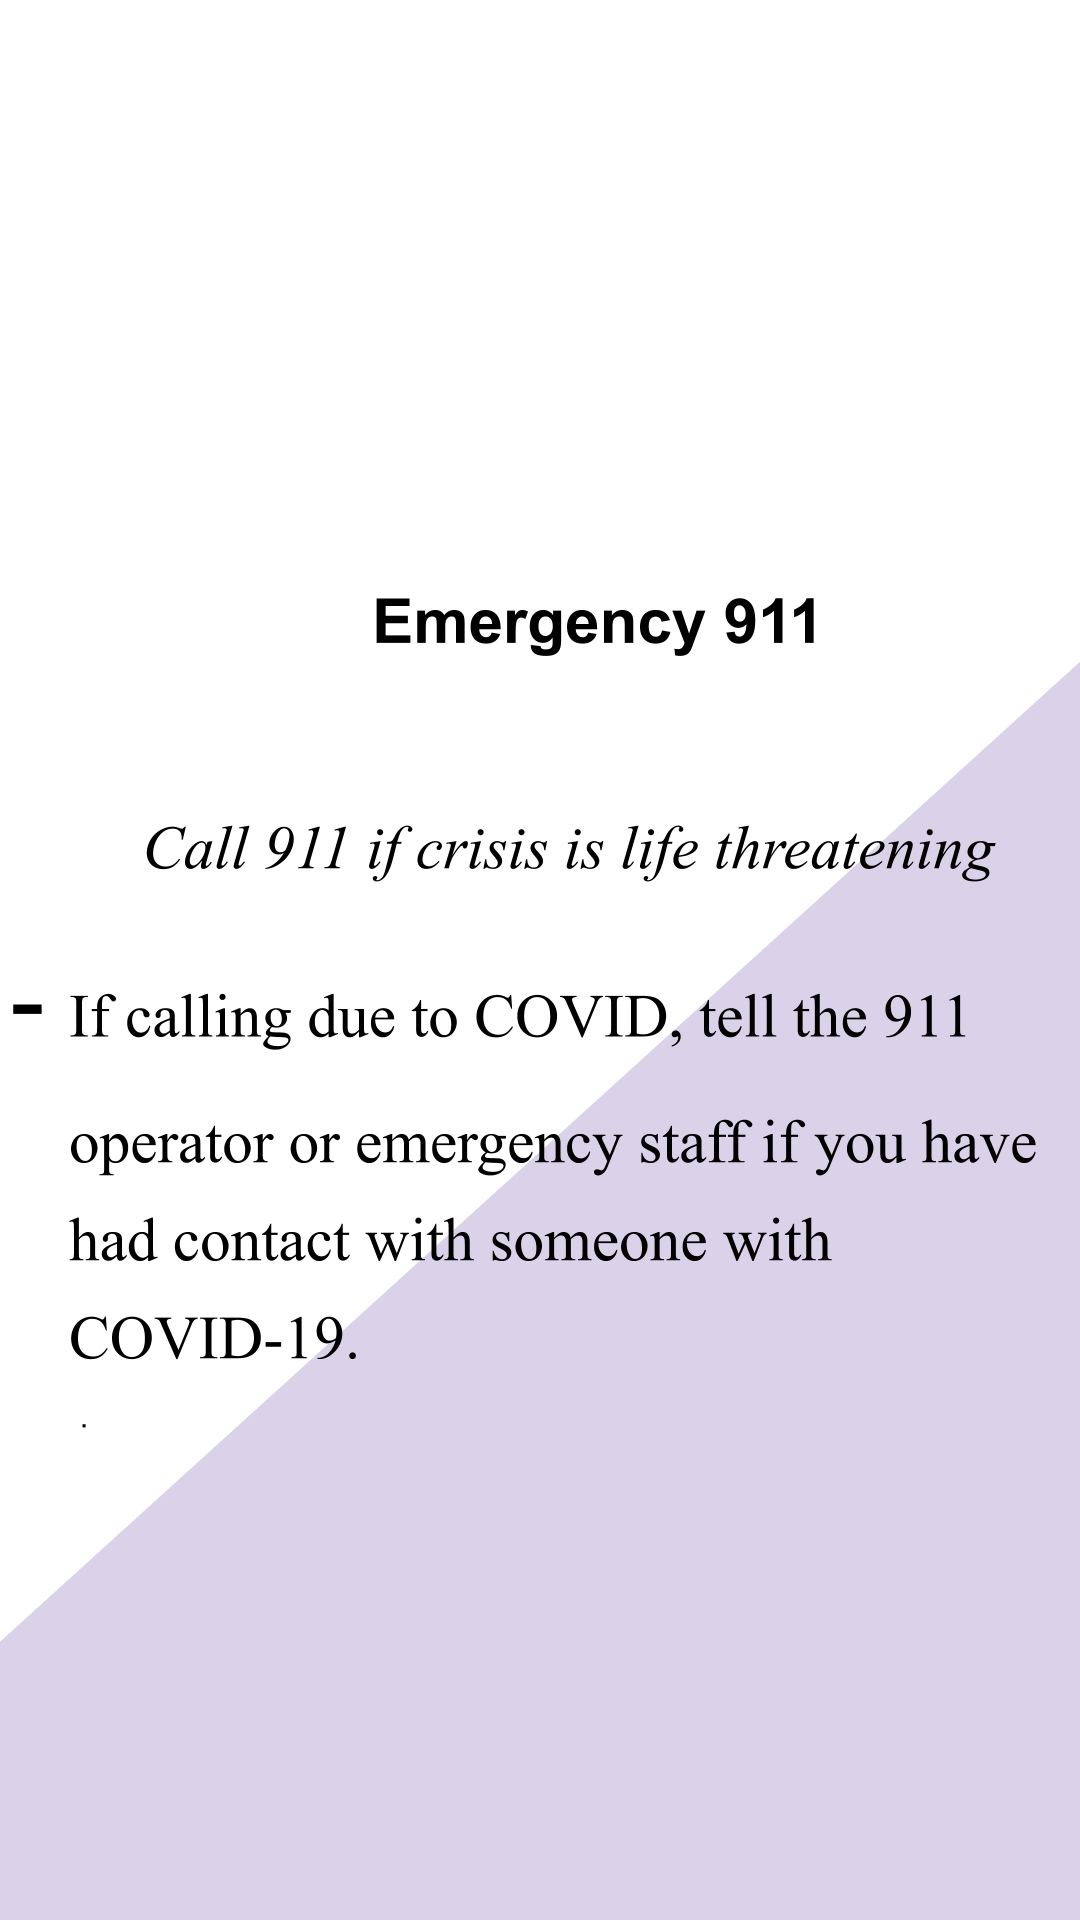 Emergency 911
Call 911 if crisis is life threatening
- If calling due to COVID, tell the 911
operator or emergency staff if you have
had contact with someone with
COVID-19.
.